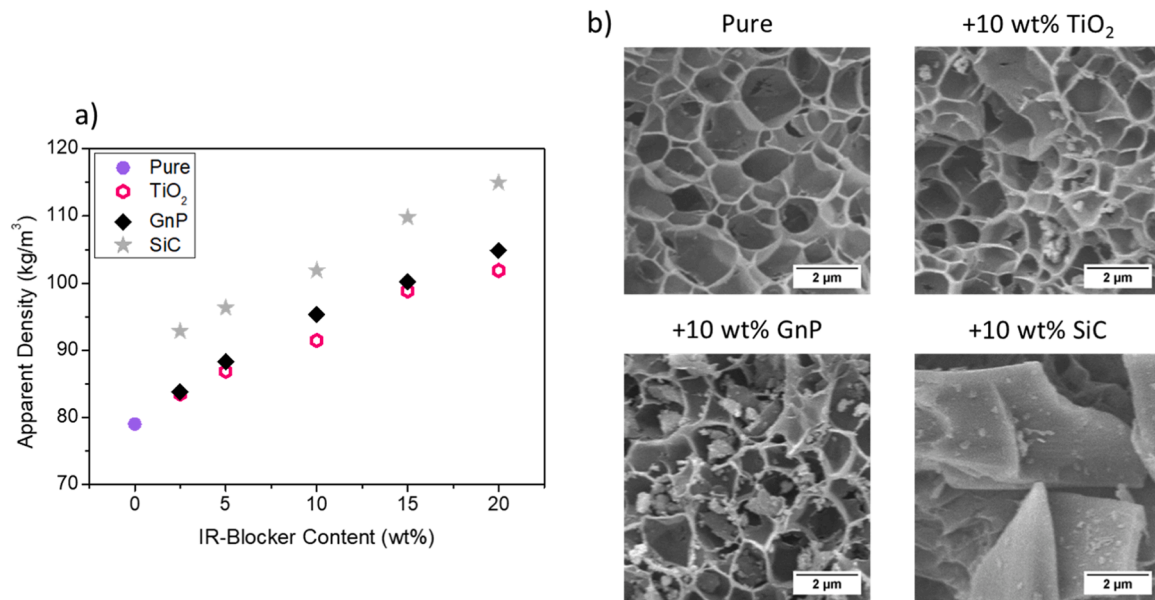 a)
120
110
100
90
80
70
Apparent Density (kg/m³)
Pure
TiO₂
GnP
SiC
0
5
10
15
20
IR-Blocker Content (wt%)
b)
Pure
+10 wt% TiO₂
2 µm
2 µm
+10 wt% GnP
+10 wt% SiC
2 µm
2 µm